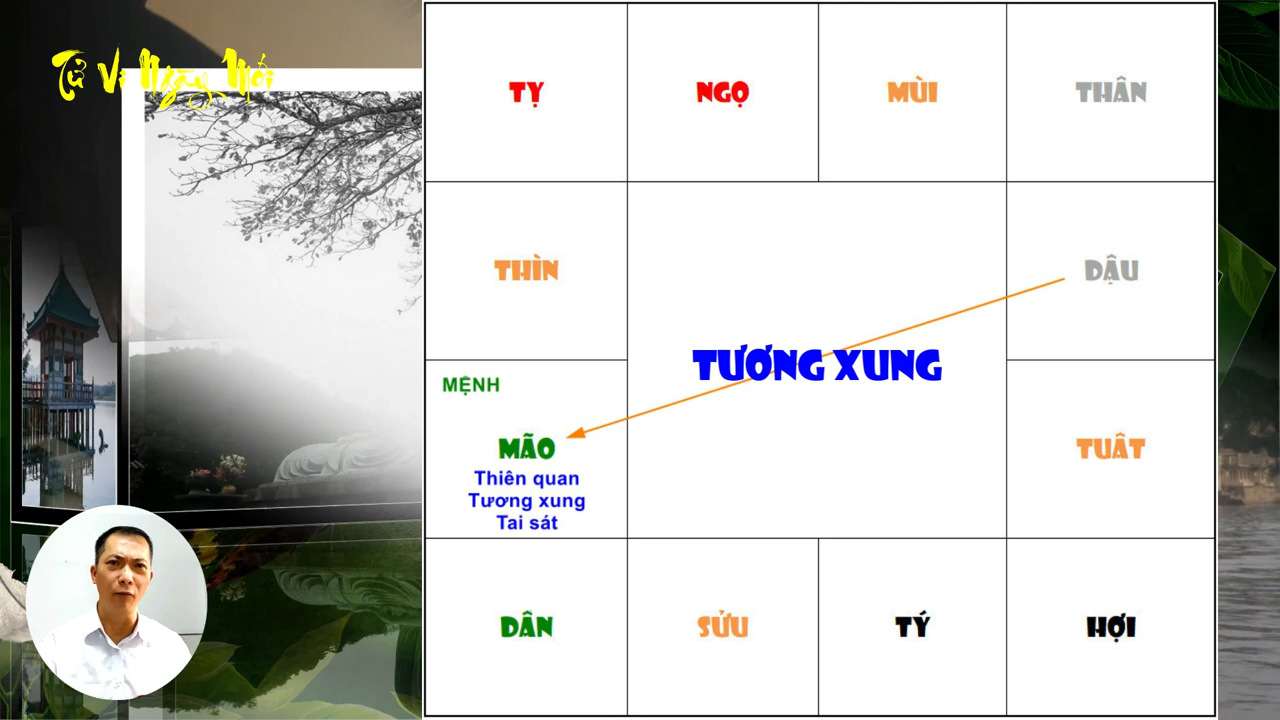 Tử Vi Ngày Mới
TỴ
NGỌ
MÙI
THÂN
THÌN
DẬU
TƯƠNG XUNG
MỆNH
MÃO
Thiên quan
Tương xung
Tai sát
TUẤT
DẦN
SỬU
TÝ
HỢI